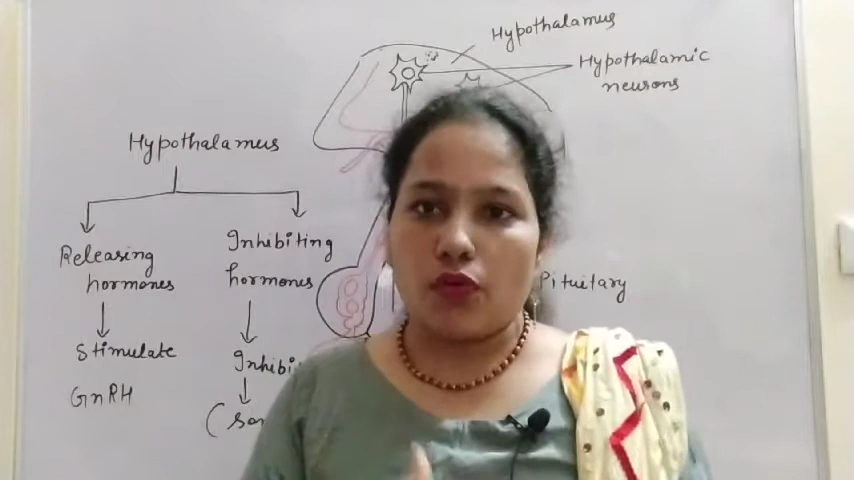 Hypothalamus
Hypothalamic
neurons
Hypothalamus
Releasing
hormones
Inhibiting
hormones
Pituitary
Stimulate
GnRH